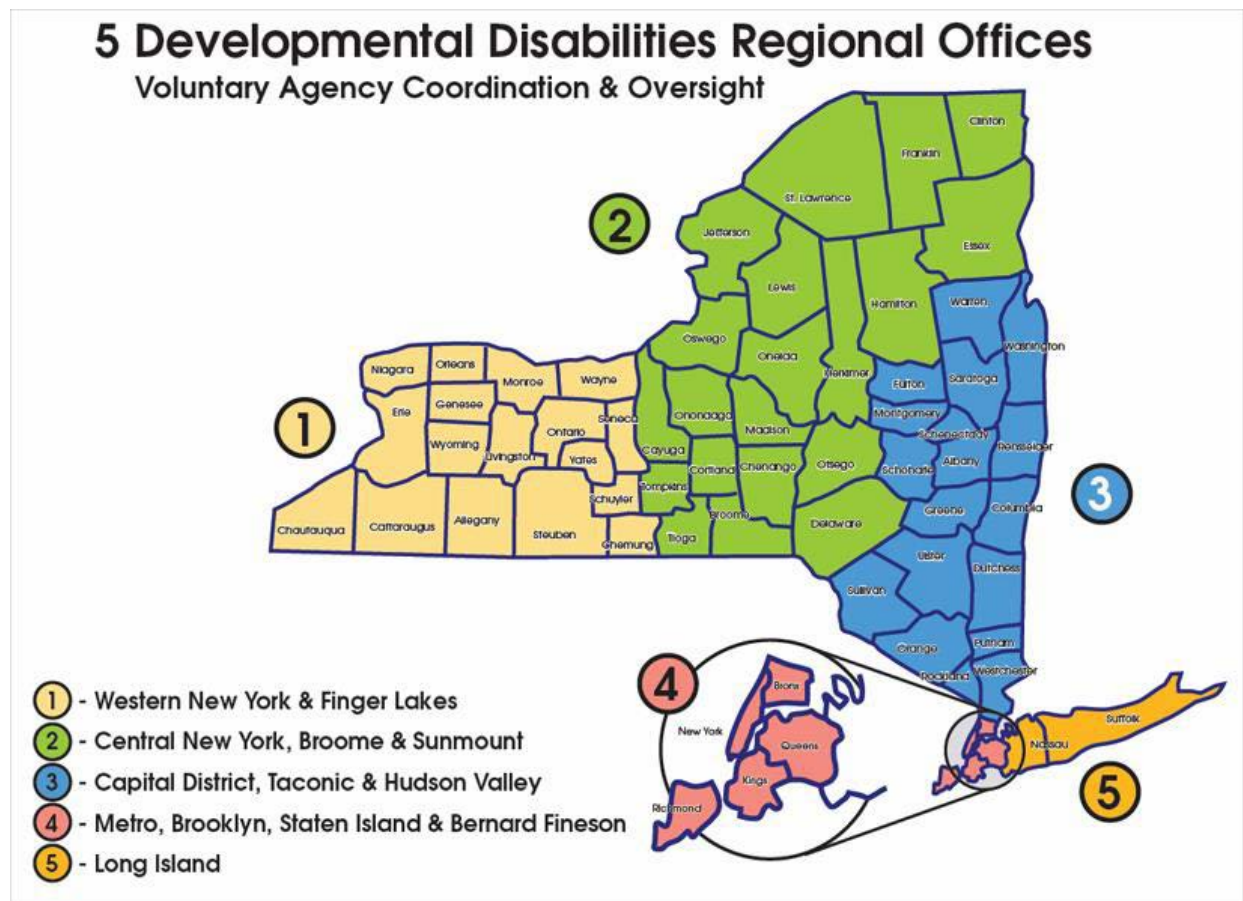 5 Developmental Disabilities Regional Offices
Voluntary Agency Coordination & Oversight
Clinton
Franklin
St. Lawrence
2
Jefferson
Essex
Lewis
Hamilton
Warren
Oswego
Washington
Oneida
Herkimer
Niagara
Orleans
Monroe
Wayne
Fulton
Saratoga
Erie
Genesee
Seneca
Onondaga
Montgomery
1
Ontario
Madison
Schenectady
Wyoming
Livingston
Yates
Cayuga
Cortland
Chenango
Otsego
Schoharie
Albany
Rensselaer
Tompkins
Schuyler
3
Chautauqua
Cattaraugus
Allegany
Steuben
Chemung
Tioga
Broome
Delaware
Greene
Columbia
Ulster
Dutchess
Sullivan
Orange
Putnam
Rockland
Westchester
4
Bronx
New York
Queens
Kings
Richmond
Suffolk
Nassau
5
1 - Western New York & Finger Lakes
2 - Central New York, Broome & Sunmount
3 - Capital District, Taconic & Hudson Valley
4 - Metro, Brooklyn, Staten Island & Bernard Fineson
5 - Long Island